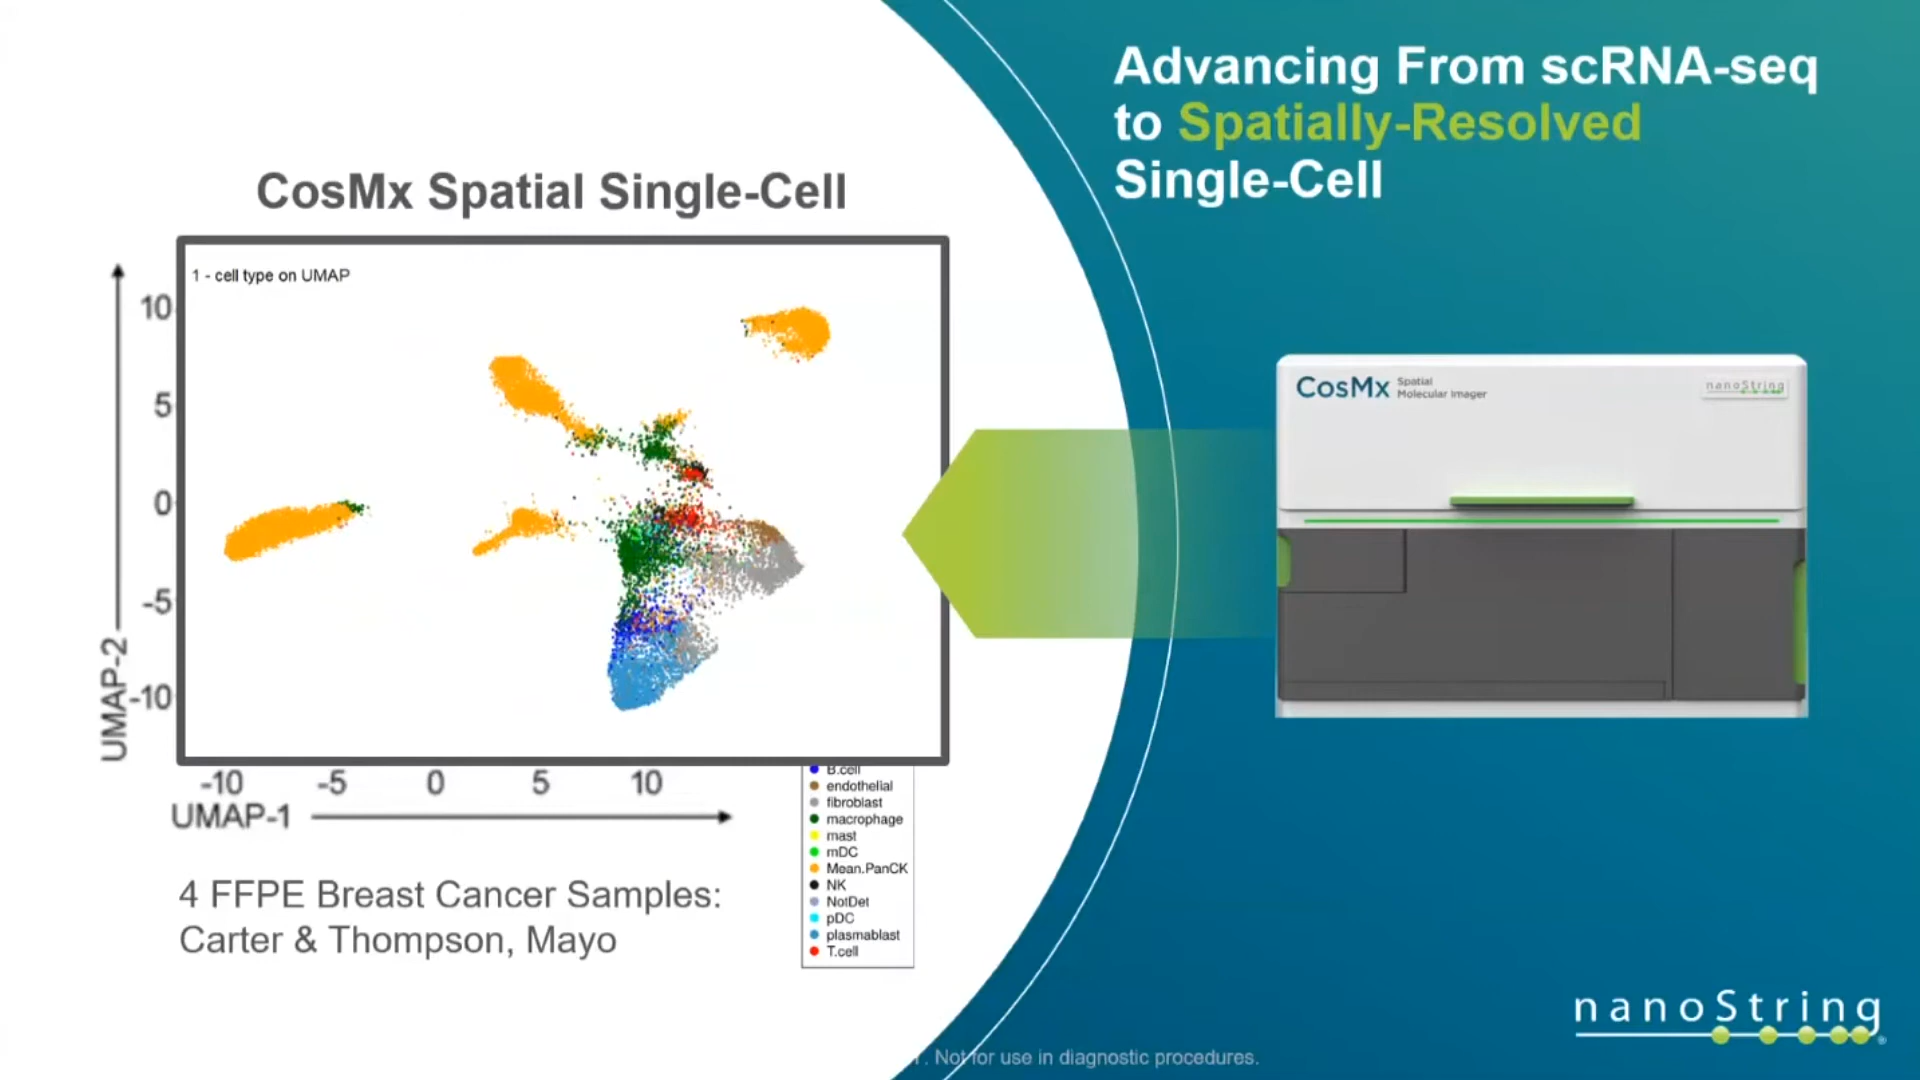 Advancing From scRNA-seq
to Spatially-Resolved
Single-Cell
CosMx Spatial Single-Cell
1 - cell type on UMAP
10
5
0
-5
-10
UMAP-2
-10 -5 0 5 10
UMAP-1
B.cell
endothelial
fibroblast
macrophage
mast
mDC
Mean.PanCK
NK
NotDet
pDC
plasmablast
T.cell
4 FFPE Breast Cancer Samples:
Carter & Thompson, Mayo
CosMx Spatial
Molecular Imager
nanoString
nanoString®
. Not for use in diagnostic procedures.